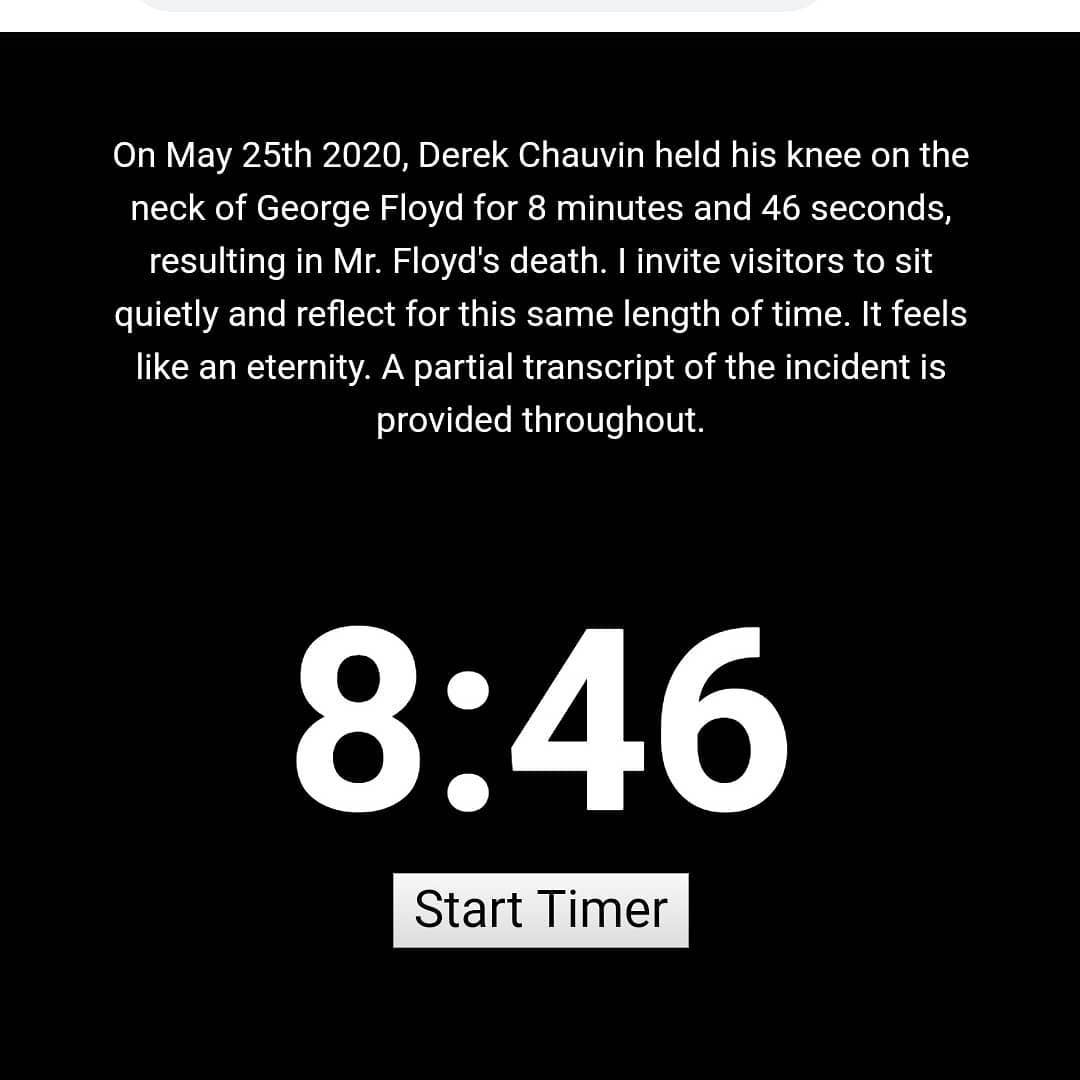 On May 25th 2020, Derek Chauvin held his knee on the
neck of George Floyd for 8 minutes and 46 seconds,
resulting in Mr. Floyd's death. I invite visitors to sit
quietly and reflect for this same length of time. It feels
like an eternity. A partial transcript of the incident is
provided throughout.
8:46
Start Timer